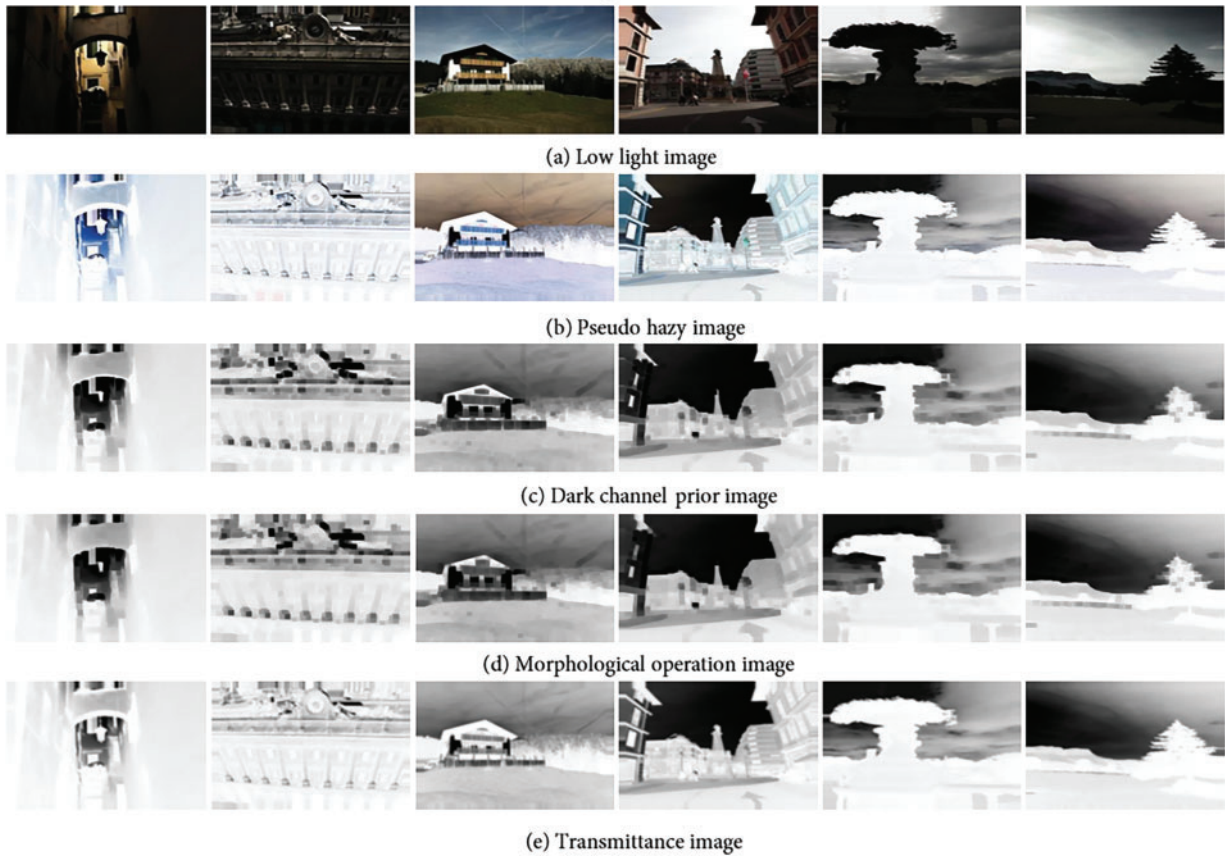 (a) Low light image
(b) Pseudo hazy image
(c) Dark channel prior image
(d) Morphological operation image
(e) Transmittance image